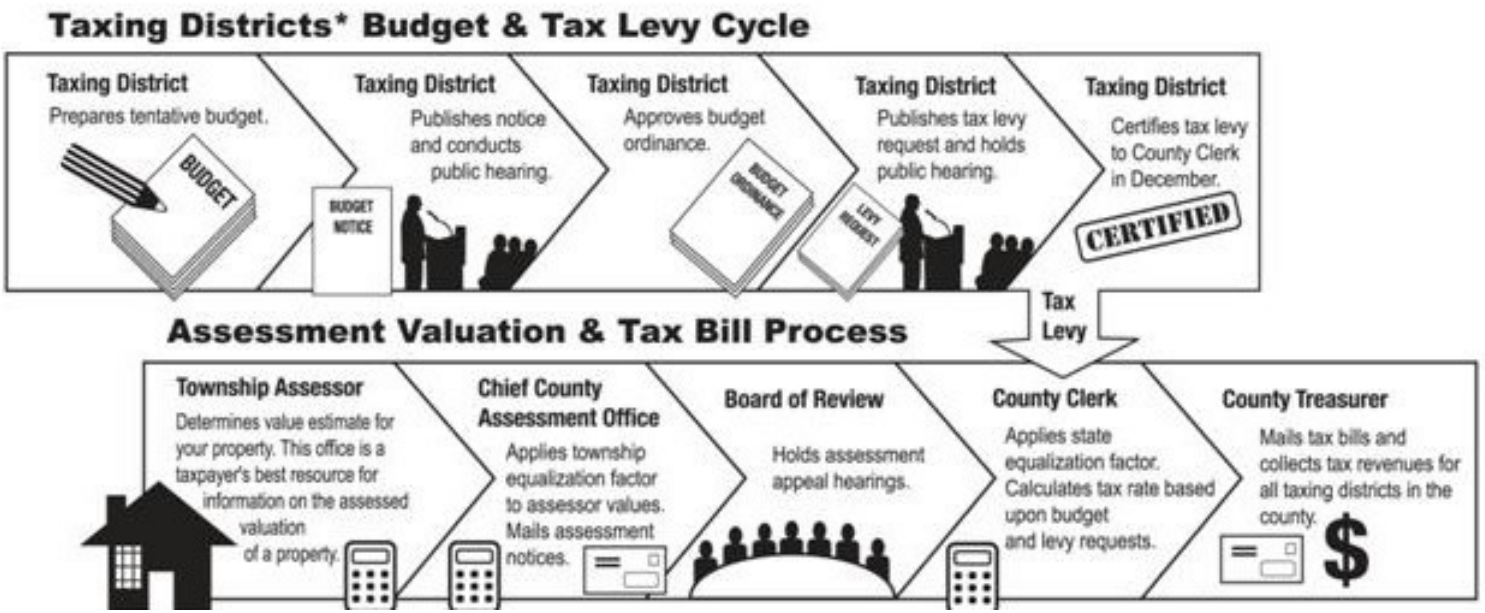 Taxing Districts* Budget & Tax Levy Cycle
Taxing District
Prepares tentative budget.
BUDGET
Taxing District
Publishes notice
and conducts
public hearing.
BUDGET
NOTICE
Taxing District
Approves budget
ordinance.
BUDGET
ORDINANCE
Taxing District
Publishes tax levy
request and holds
public hearing.
LEVY
REQUEST
Taxing District
Certifies tax levy
to County Clerk
in December.
CERTIFIED
Tax
Levy
Assessment Valuation & Tax Bill Process
Township Assessor
Determines value estimate for
your property. This office is a
taxpayer's best resource for
information on the assessed
valuation
of a property.
Chief County
Assessment Office
Applies township
equalization factor
to assessor values.
Mails assessment
notices.
Board of Review
Holds assessment
appeal hearings.
County Clerk
Applies state
equalization factor.
Calculates tax rate based
upon budget
and levy requests.
County Treasurer
Mails tax bills and
collects tax revenues for
all taxing districts in the
county.
$